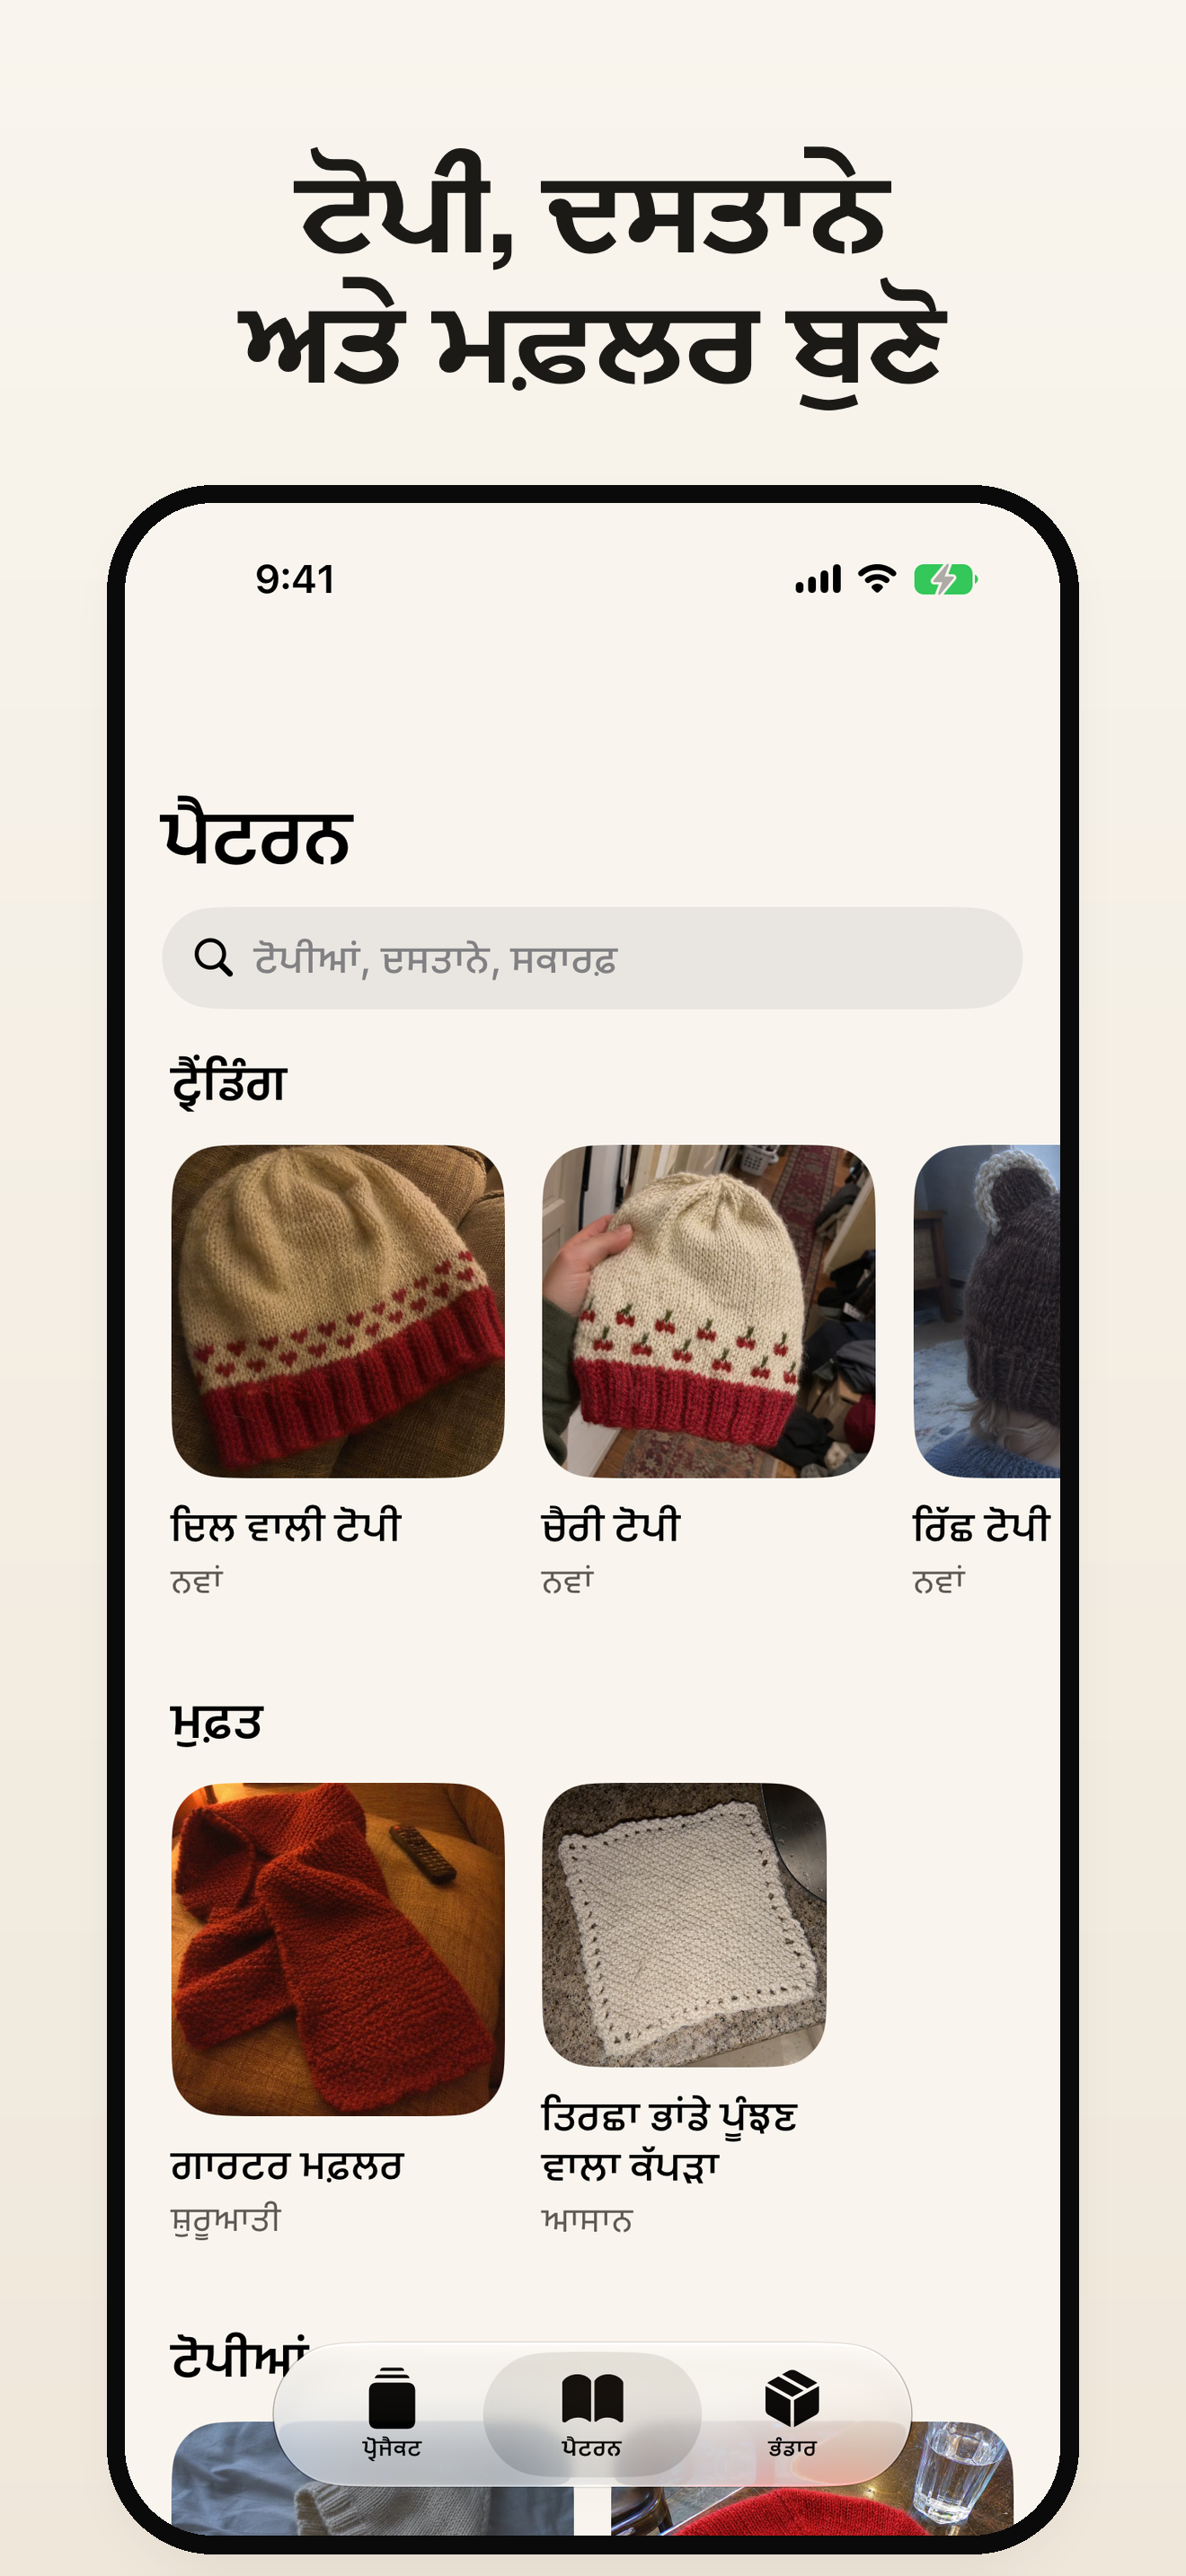 ਟੋਪੀ, ਦਸਤਾਨੇ
ਅਤੇ ਮਫ਼ਲਰ ਬੁਣੋ
9:41
ਪੈਟਰਨ
ਟੋਪੀਆਂ, ਦਸਤਾਨੇ, ਸਕਾਰਫ਼
ਟ੍ਰੈਂਡਿੰਗ
ਦਿਲ ਵਾਲੀ ਟੋਪੀ
ਨਵਾਂ
ਚੈਰੀ ਟੋਪੀ
ਨਵਾਂ
ਰਿੱਛ ਟੋਪੀ
ਨਵਾਂ
ਮੁਫ਼ਤ
ਗਾਰਟਰ ਮਫ਼ਲਰ
ਸ਼ੁਰੂਆਤੀ
ਤਿਰਛਾ ਭਾਂਡੇ ਪੂੰਝਣ
ਵਾਲਾ ਕੱਪੜਾ
ਆਸਾਨ
ਟੋਪੀਆਂ
ਪ੍ਰੋਜੈਕਟ
ਪੈਟਰਨ
ਭੰਡਾਰ